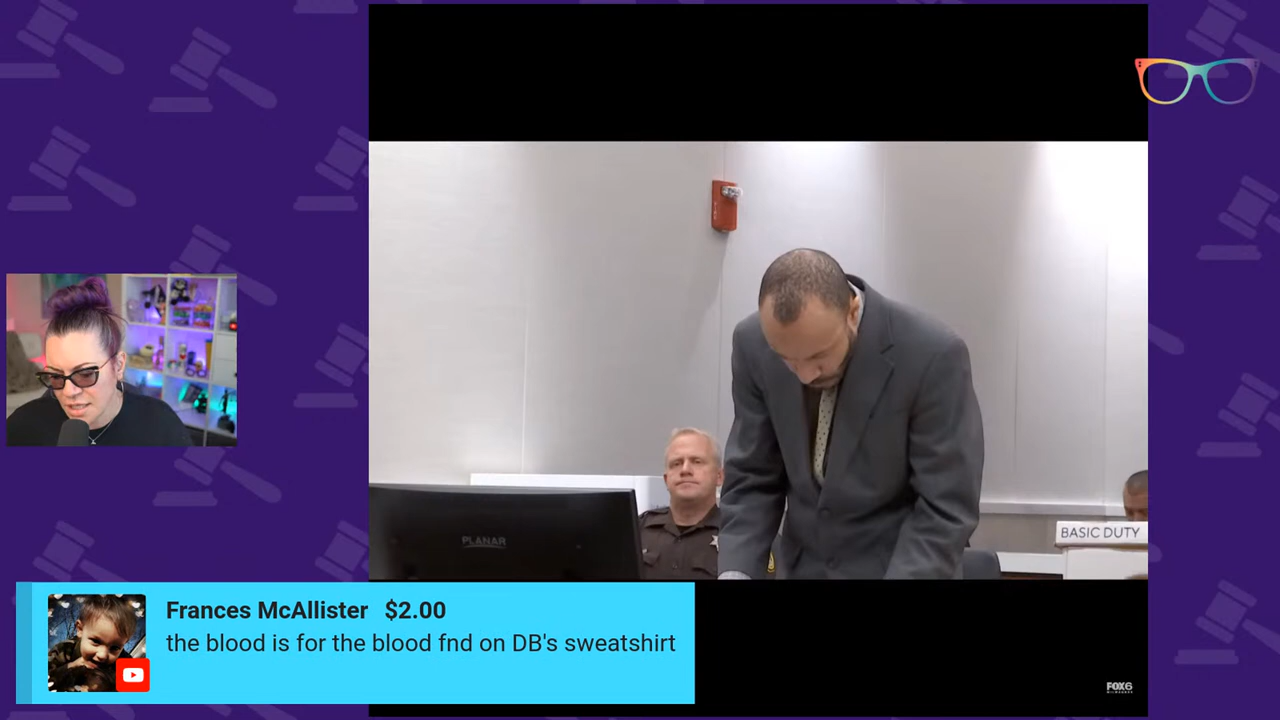 PLANAR
BASIC DUTY
Frances McAllister $2.00
the blood is for the blood fnd on DB's sweatshirt
FOX6